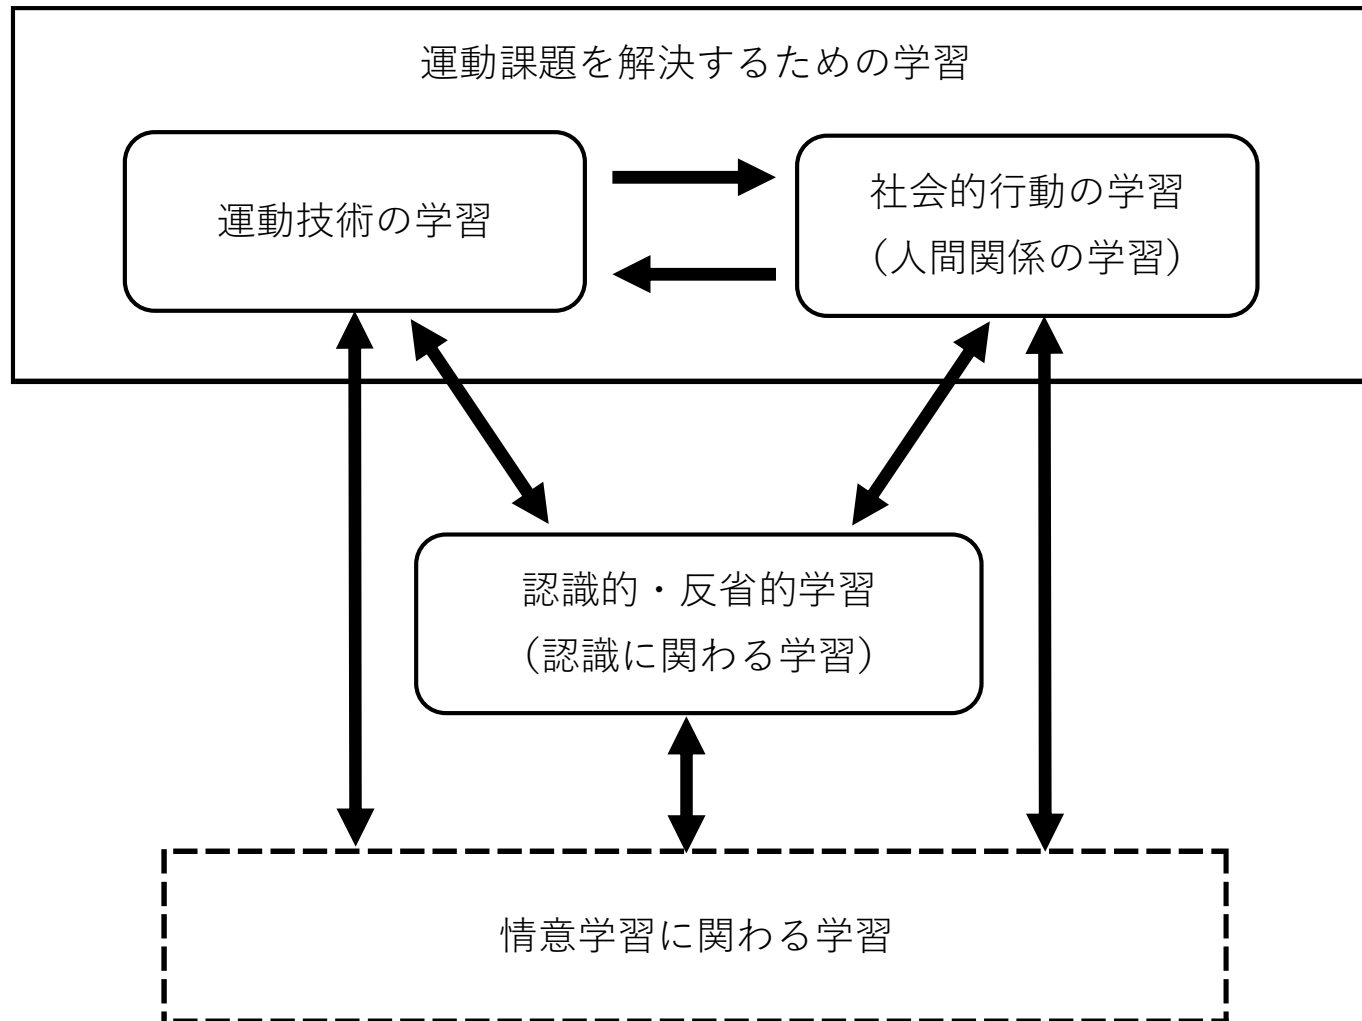 運動課題を解決するための学習
運動技術の学習
社会的行動の学習
（人間関係の学習）
認識的・反省的学習
（認識に関わる学習）
情意学習に関わる学習